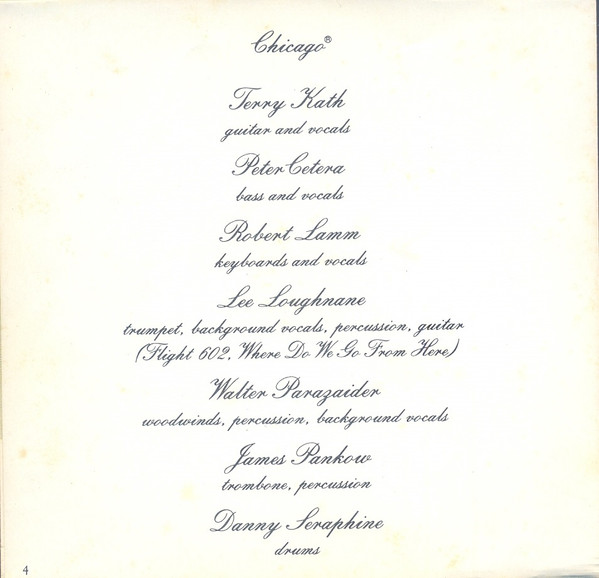 Chicago®
Terry Kath
guitar and vocals
Peter Cetera
bass and vocals
Robert Lamm
keyboards and vocals
Lee Loughnane
trumpet, background vocals, percussion, guitar
(Flight 602, Where Do We Go From Here)
Walter Parazaider
woodwinds, percussion, background vocals
James Pankow
trombone, percussion
Danny Seraphine
drums
4